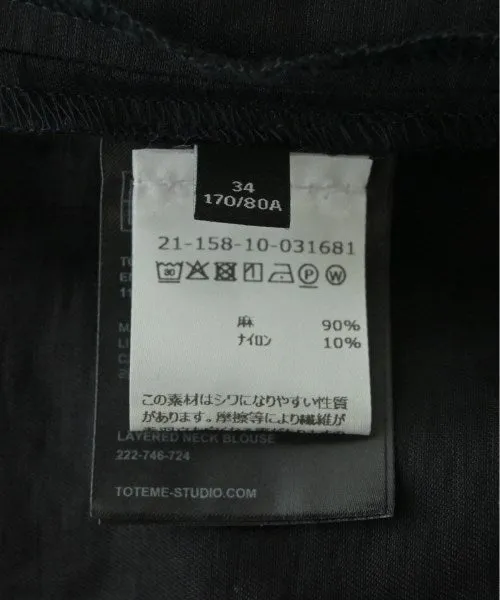 34
170/80A
21-158-10-031681
麻 90%
ナイロン 10%
この素材はシワになりやすい性質
があります。摩擦等により繊維が
LAYERED NECK BLOUSE
222-746-724
TOTEME-STUDIO.COM